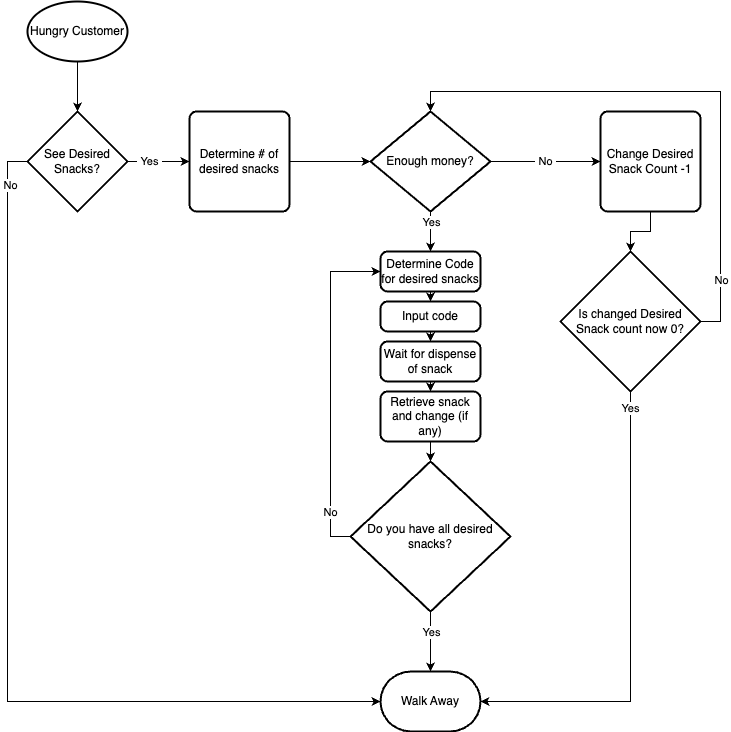 Hungry Customer
See Desired
Snacks?
Yes
No
Determine # of
desired snacks
Enough money?
No
Change Desired
Snack Count -1
Yes
Determine Code
for desired snacks
Input code
Wait for dispense
of snack
Retrieve snack
and change (if
any)
Is changed Desired
Snack count now 0?
No
Yes
Do you have all desired
snacks?
No
Yes
Walk Away